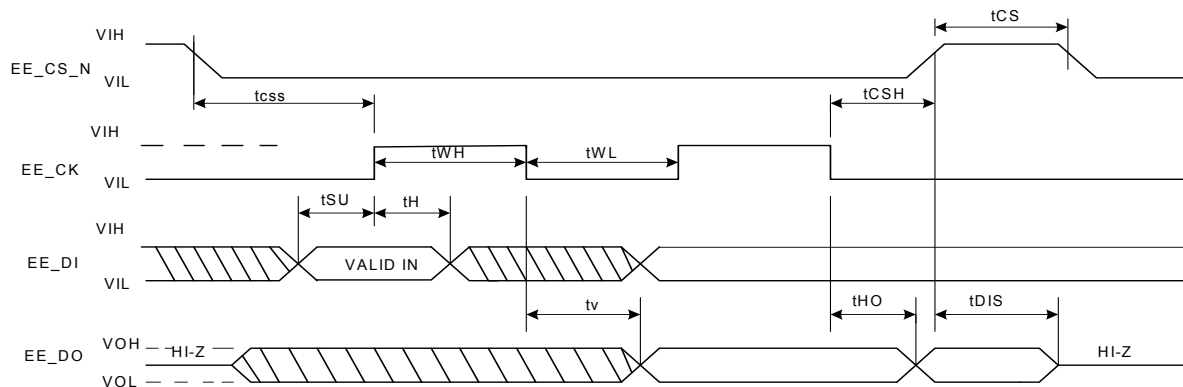 tCS
VIH
EE_CS_N
VIL
tcss
tCSH
VIH
EE_CK
tWH
tWL
VIL
tSU
tH
VIH
EE_DI
VALID IN
VIL
tv
tHO
tDIS
EE_DO
VOH
HI-Z
HI-Z
VOL